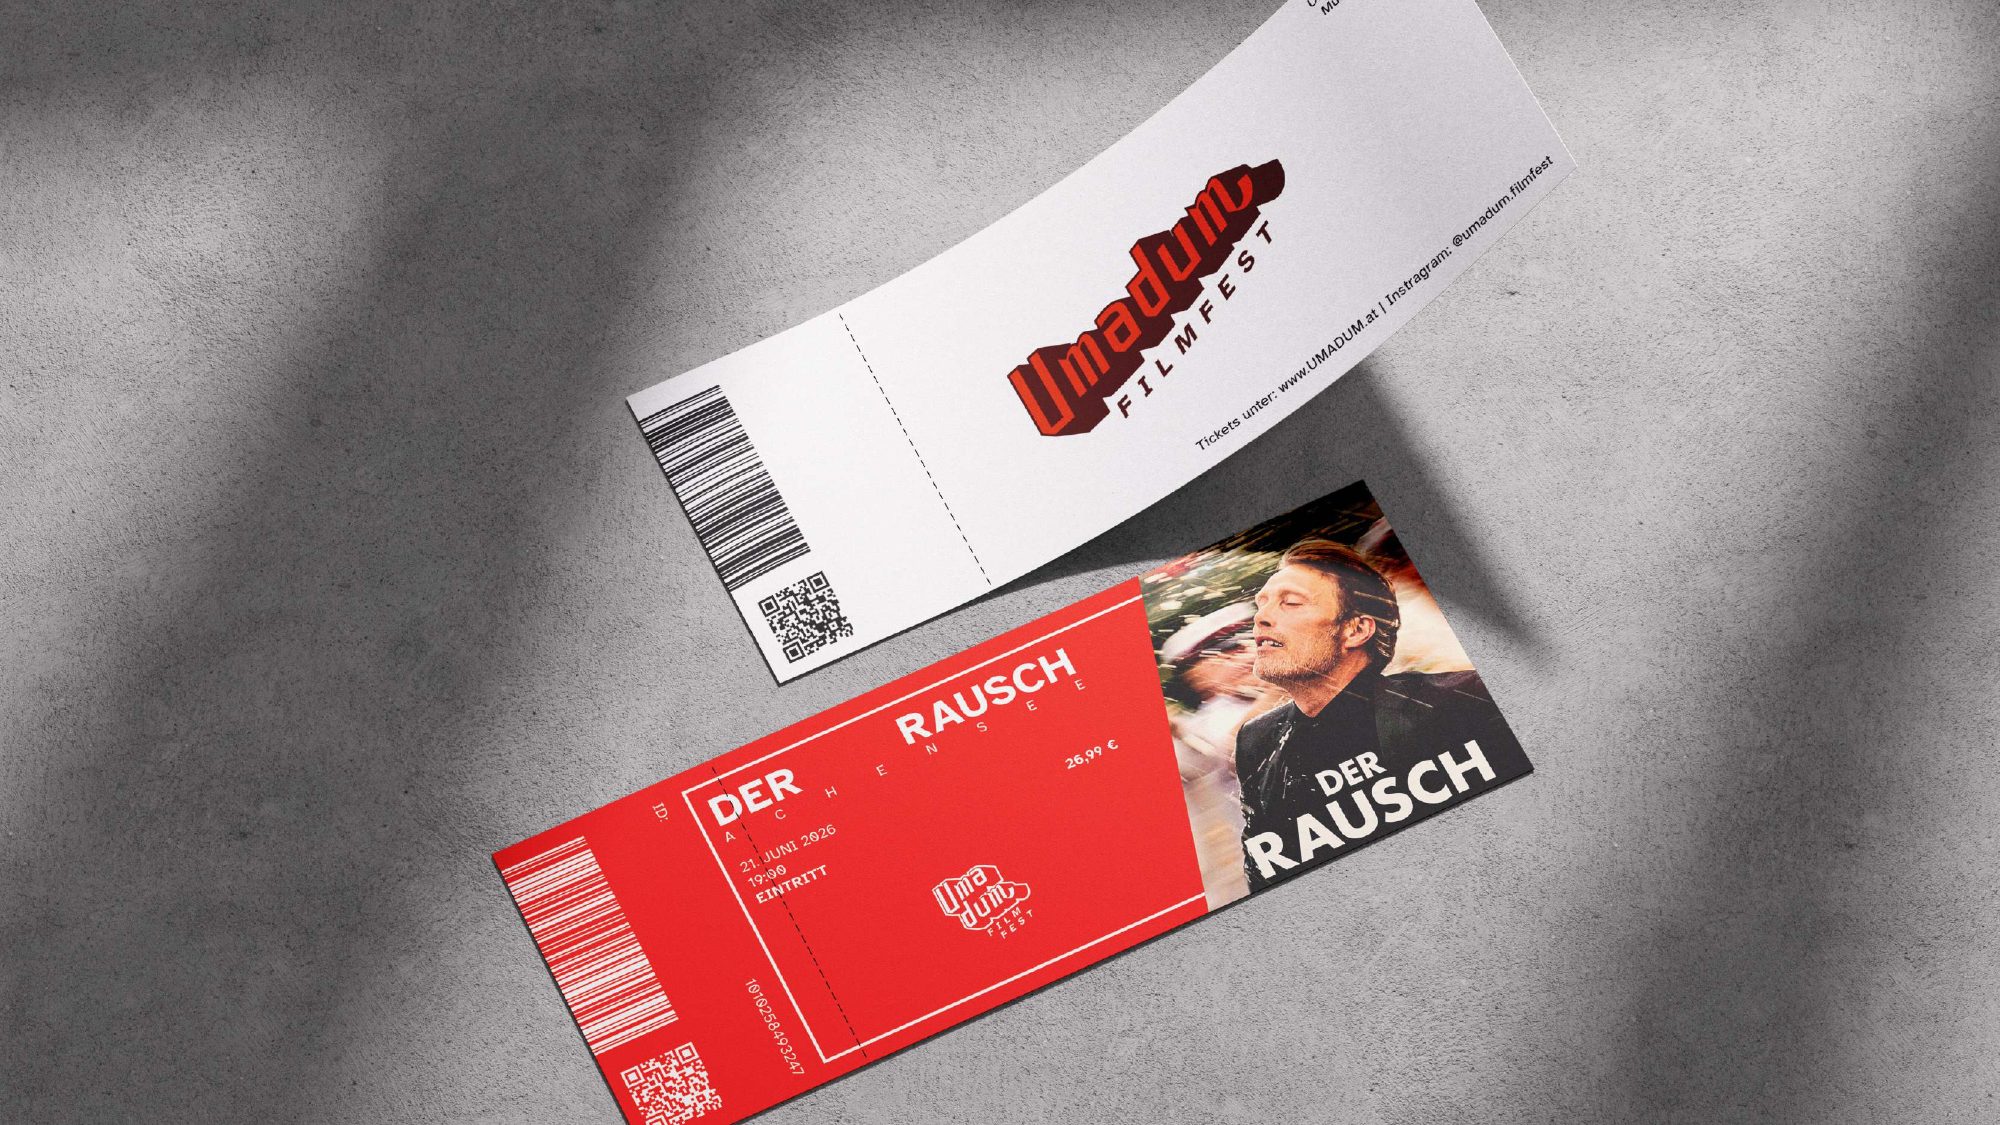 Umadum
FILMFEST
Tickets unter: www.UMADUM.at | Instragram: @umadum.filmfest
ID:
1010258493247
DER RAUSCH
ACHENSEE
21. JUNI 2026
19:00
EINTRITT
26,99 €
Uma
dum
FILM
FEST
DER
RAUSCH